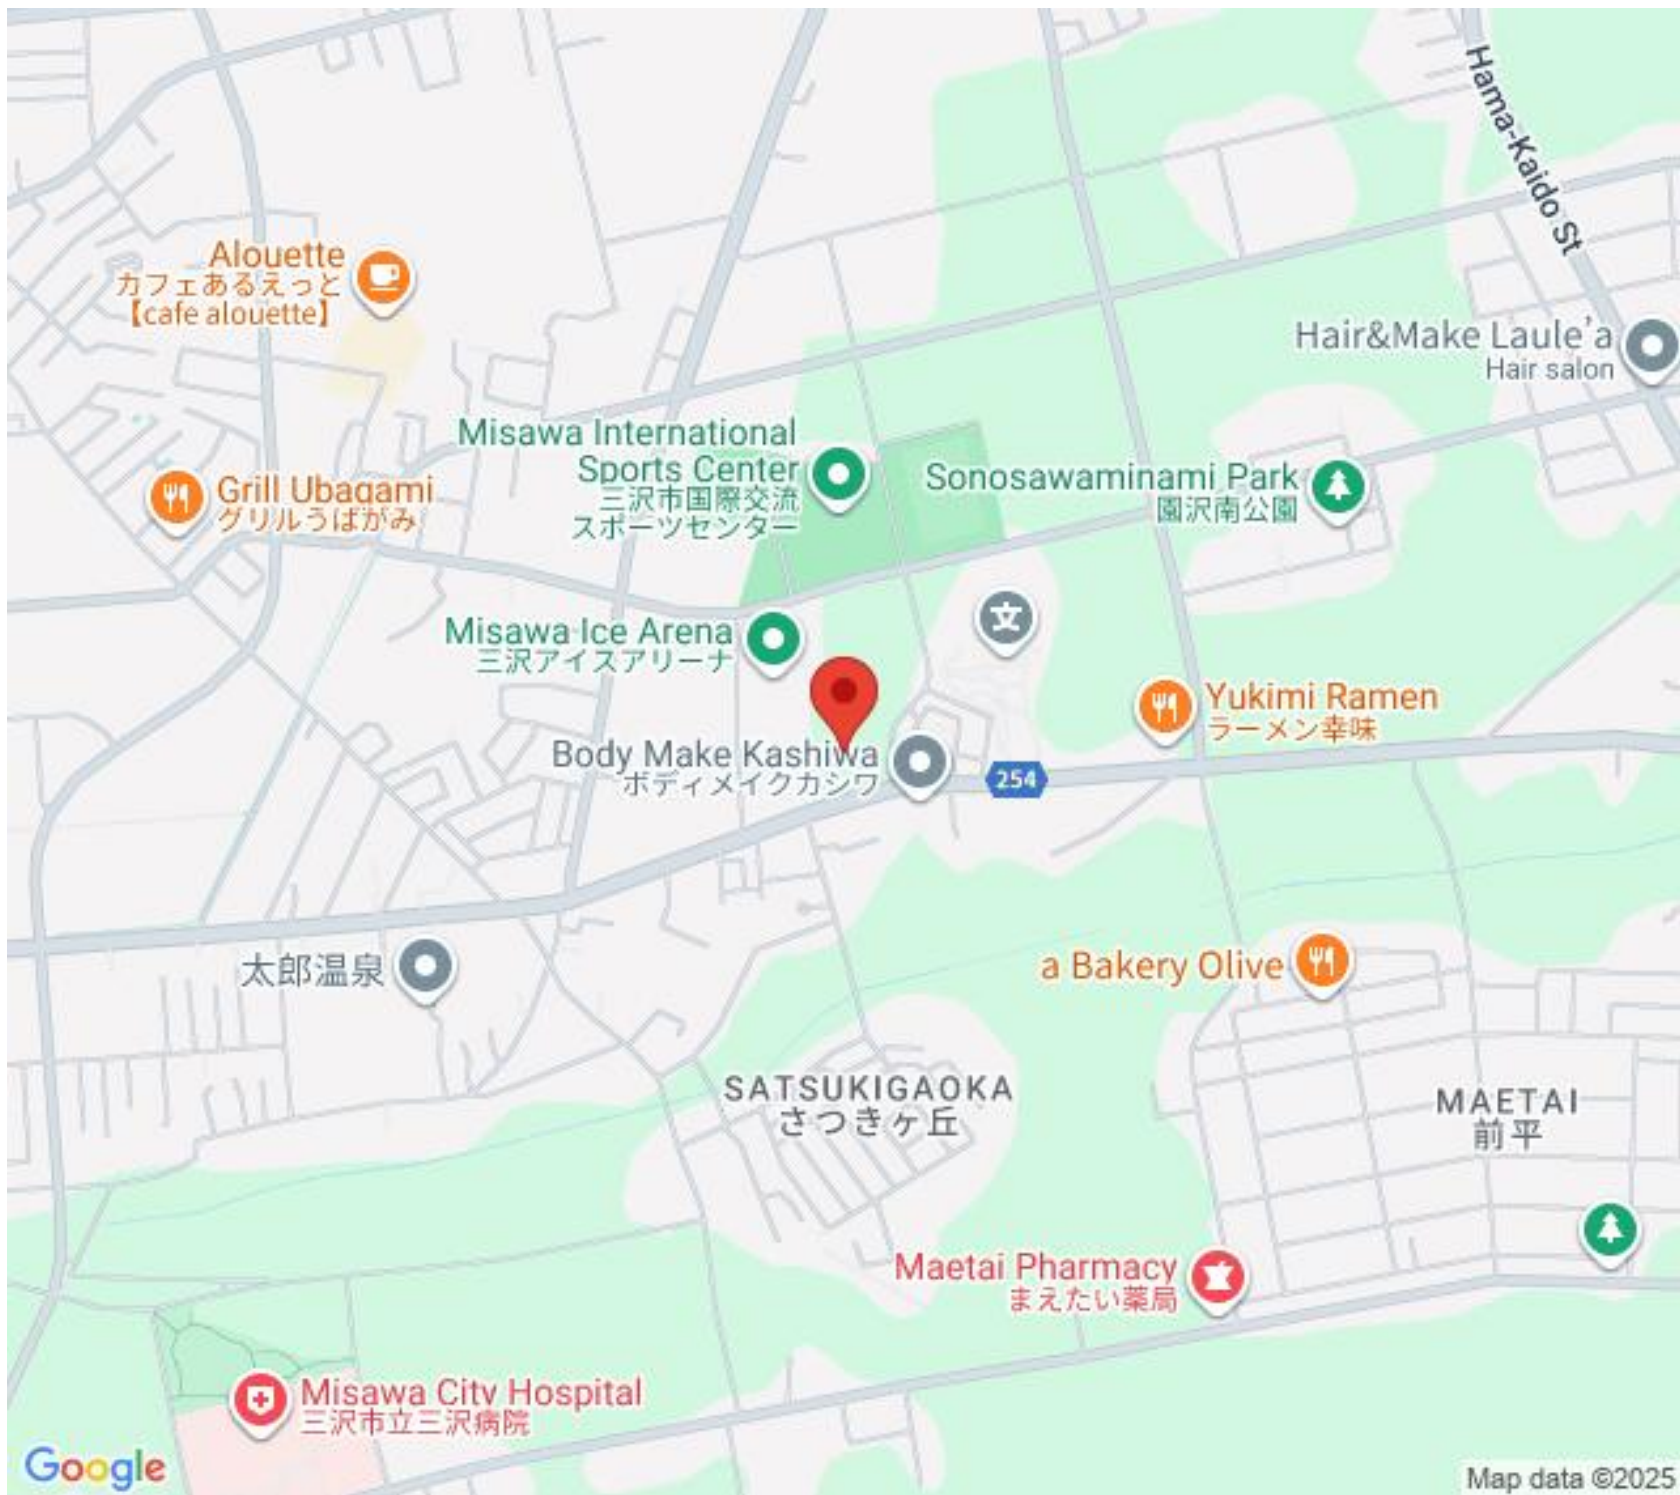 Hama-Kaido St
Alouette
カフェあるえっと
【cafe alouette】
Hair&Make Laule'a
Hair salon
Misawa International
Sports Center
三沢市国際交流
スポーツセンター
Sonosawaminami Park
園沢南公園
Grill Ubagami
グリルうばがみ
文
Misawa Ice Arena
三沢アイスアリーナ
Yukimi Ramen
ラーメン幸味
Body Make Kashiwa
ボディメイクカシワ
254
太郎温泉
a Bakery Olive
SATSUKIGAOKA
さつきヶ丘
MAETAI
前平
Maetai Pharmacy
まえたい薬局
Misawa City Hospital
三沢市立三沢病院
Google
Map data ©2025